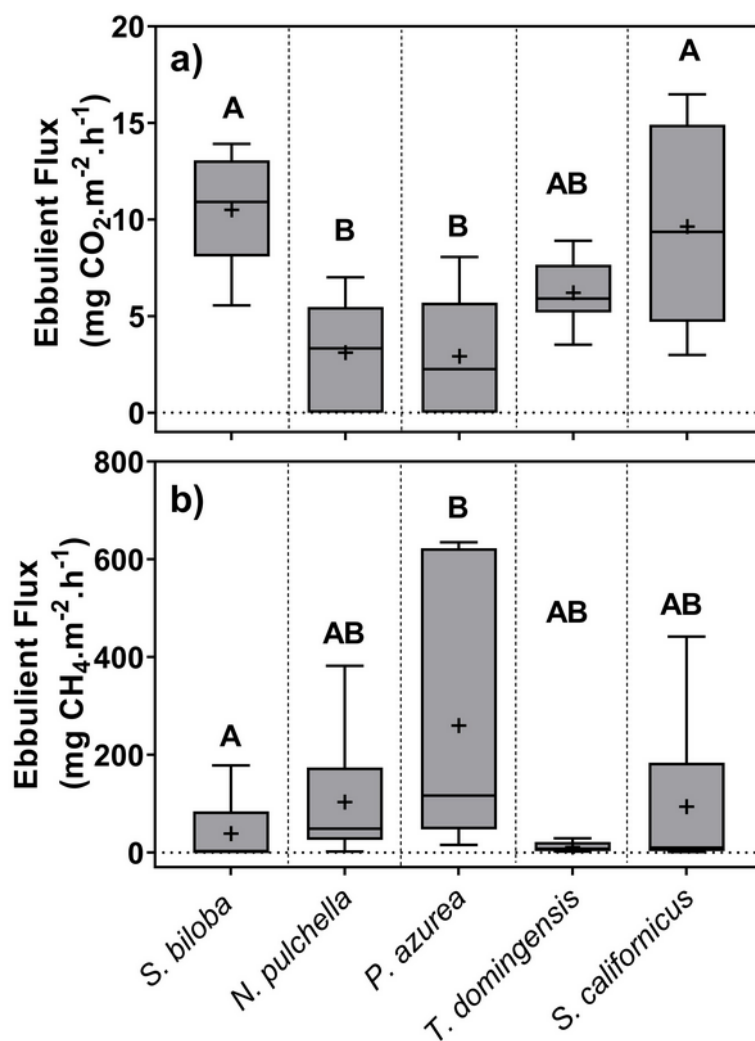 a)
Ebbulient Flux
(mg CO₂.m⁻².h⁻¹)
20
15
10
5
0
A
B
B
AB
A
b)
Ebbulient Flux
(mg CH₄.m⁻².h⁻¹)
800
600
400
200
0
A
AB
B
AB
AB
S. biloba
N. pulchella
P. azurea
T. domingensis
S. californicus